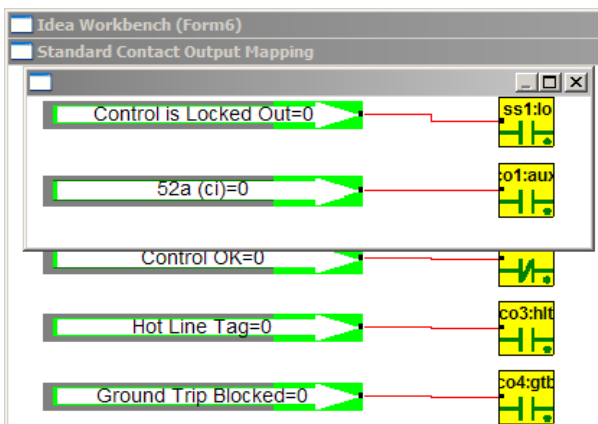 Idea Workbench (Form6)
Standard Contact Output Mapping
Control is Locked Out=0
ss1:lo
52a (ci)=0
co1:aux
Control OK=0
Hot Line Tag=0
co3:hlt
Ground Trip Blocked=0
co4:gtb